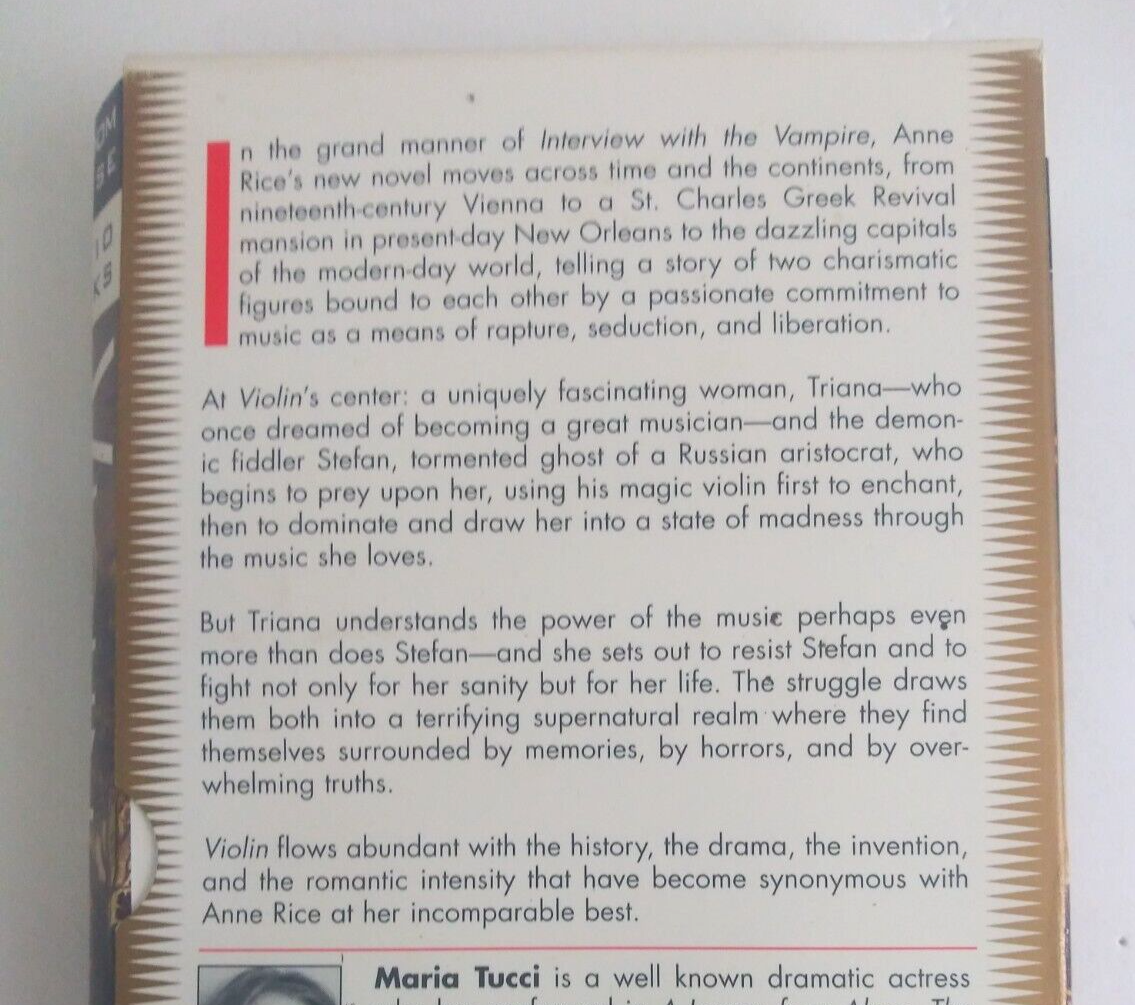 In the grand manner of Interview with the Vampire, Anne
Rice's new novel moves across time and the continents, from
nineteenth-century Vienna to a St. Charles Greek Revival
mansion in present-day New Orleans to the dazzling capitals
of the modern-day world, telling a story of two charismatic
figures bound to each other by a passionate commitment to
music as a means of rapture, seduction, and liberation.
At Violin's center: a uniquely fascinating woman, Triana—who
once dreamed of becoming a great musician—and the demon-
ic fiddler Stefan, tormented ghost of a Russian aristocrat, who
begins to prey upon her, using his magic violin first to enchant,
then to dominate and draw her into a state of madness through
the music she loves.
But Triana understands the power of the music perhaps even
more than does Stefan—and she sets out to resist Stefan and to
fight not only for her sanity but for her life. The struggle draws
them both into a terrifying supernatural realm where they find
themselves surrounded by memories, by horrors, and by over-
whelming truths.
Violin flows abundant with the history, the drama, the invention,
and the romantic intensity that have become synonymous with
Anne Rice at her incomparable best.
Maria Tucci is a well known dramatic actress